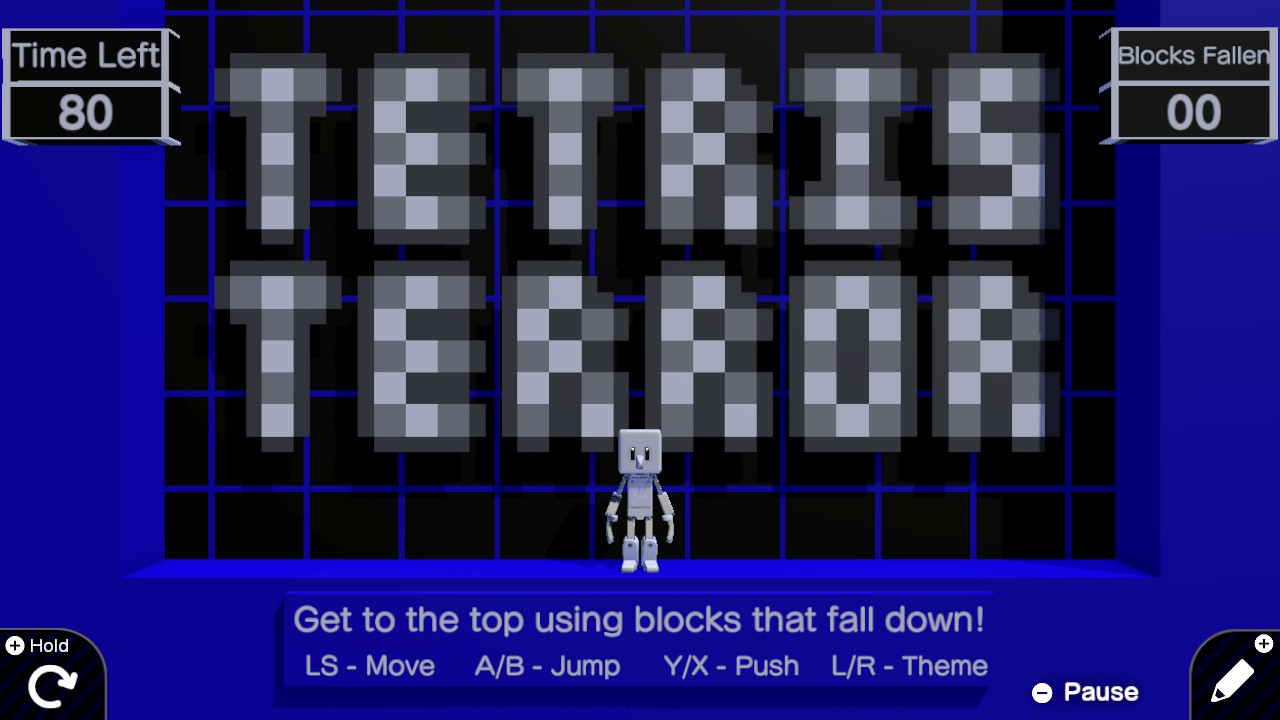 Time Left
80
Blocks Fallen
00
TETRIS
TERROR
Get to the top using blocks that fall down!
LS - Move A/B - Jump Y/X - Push L/R - Theme
Hold
Pause